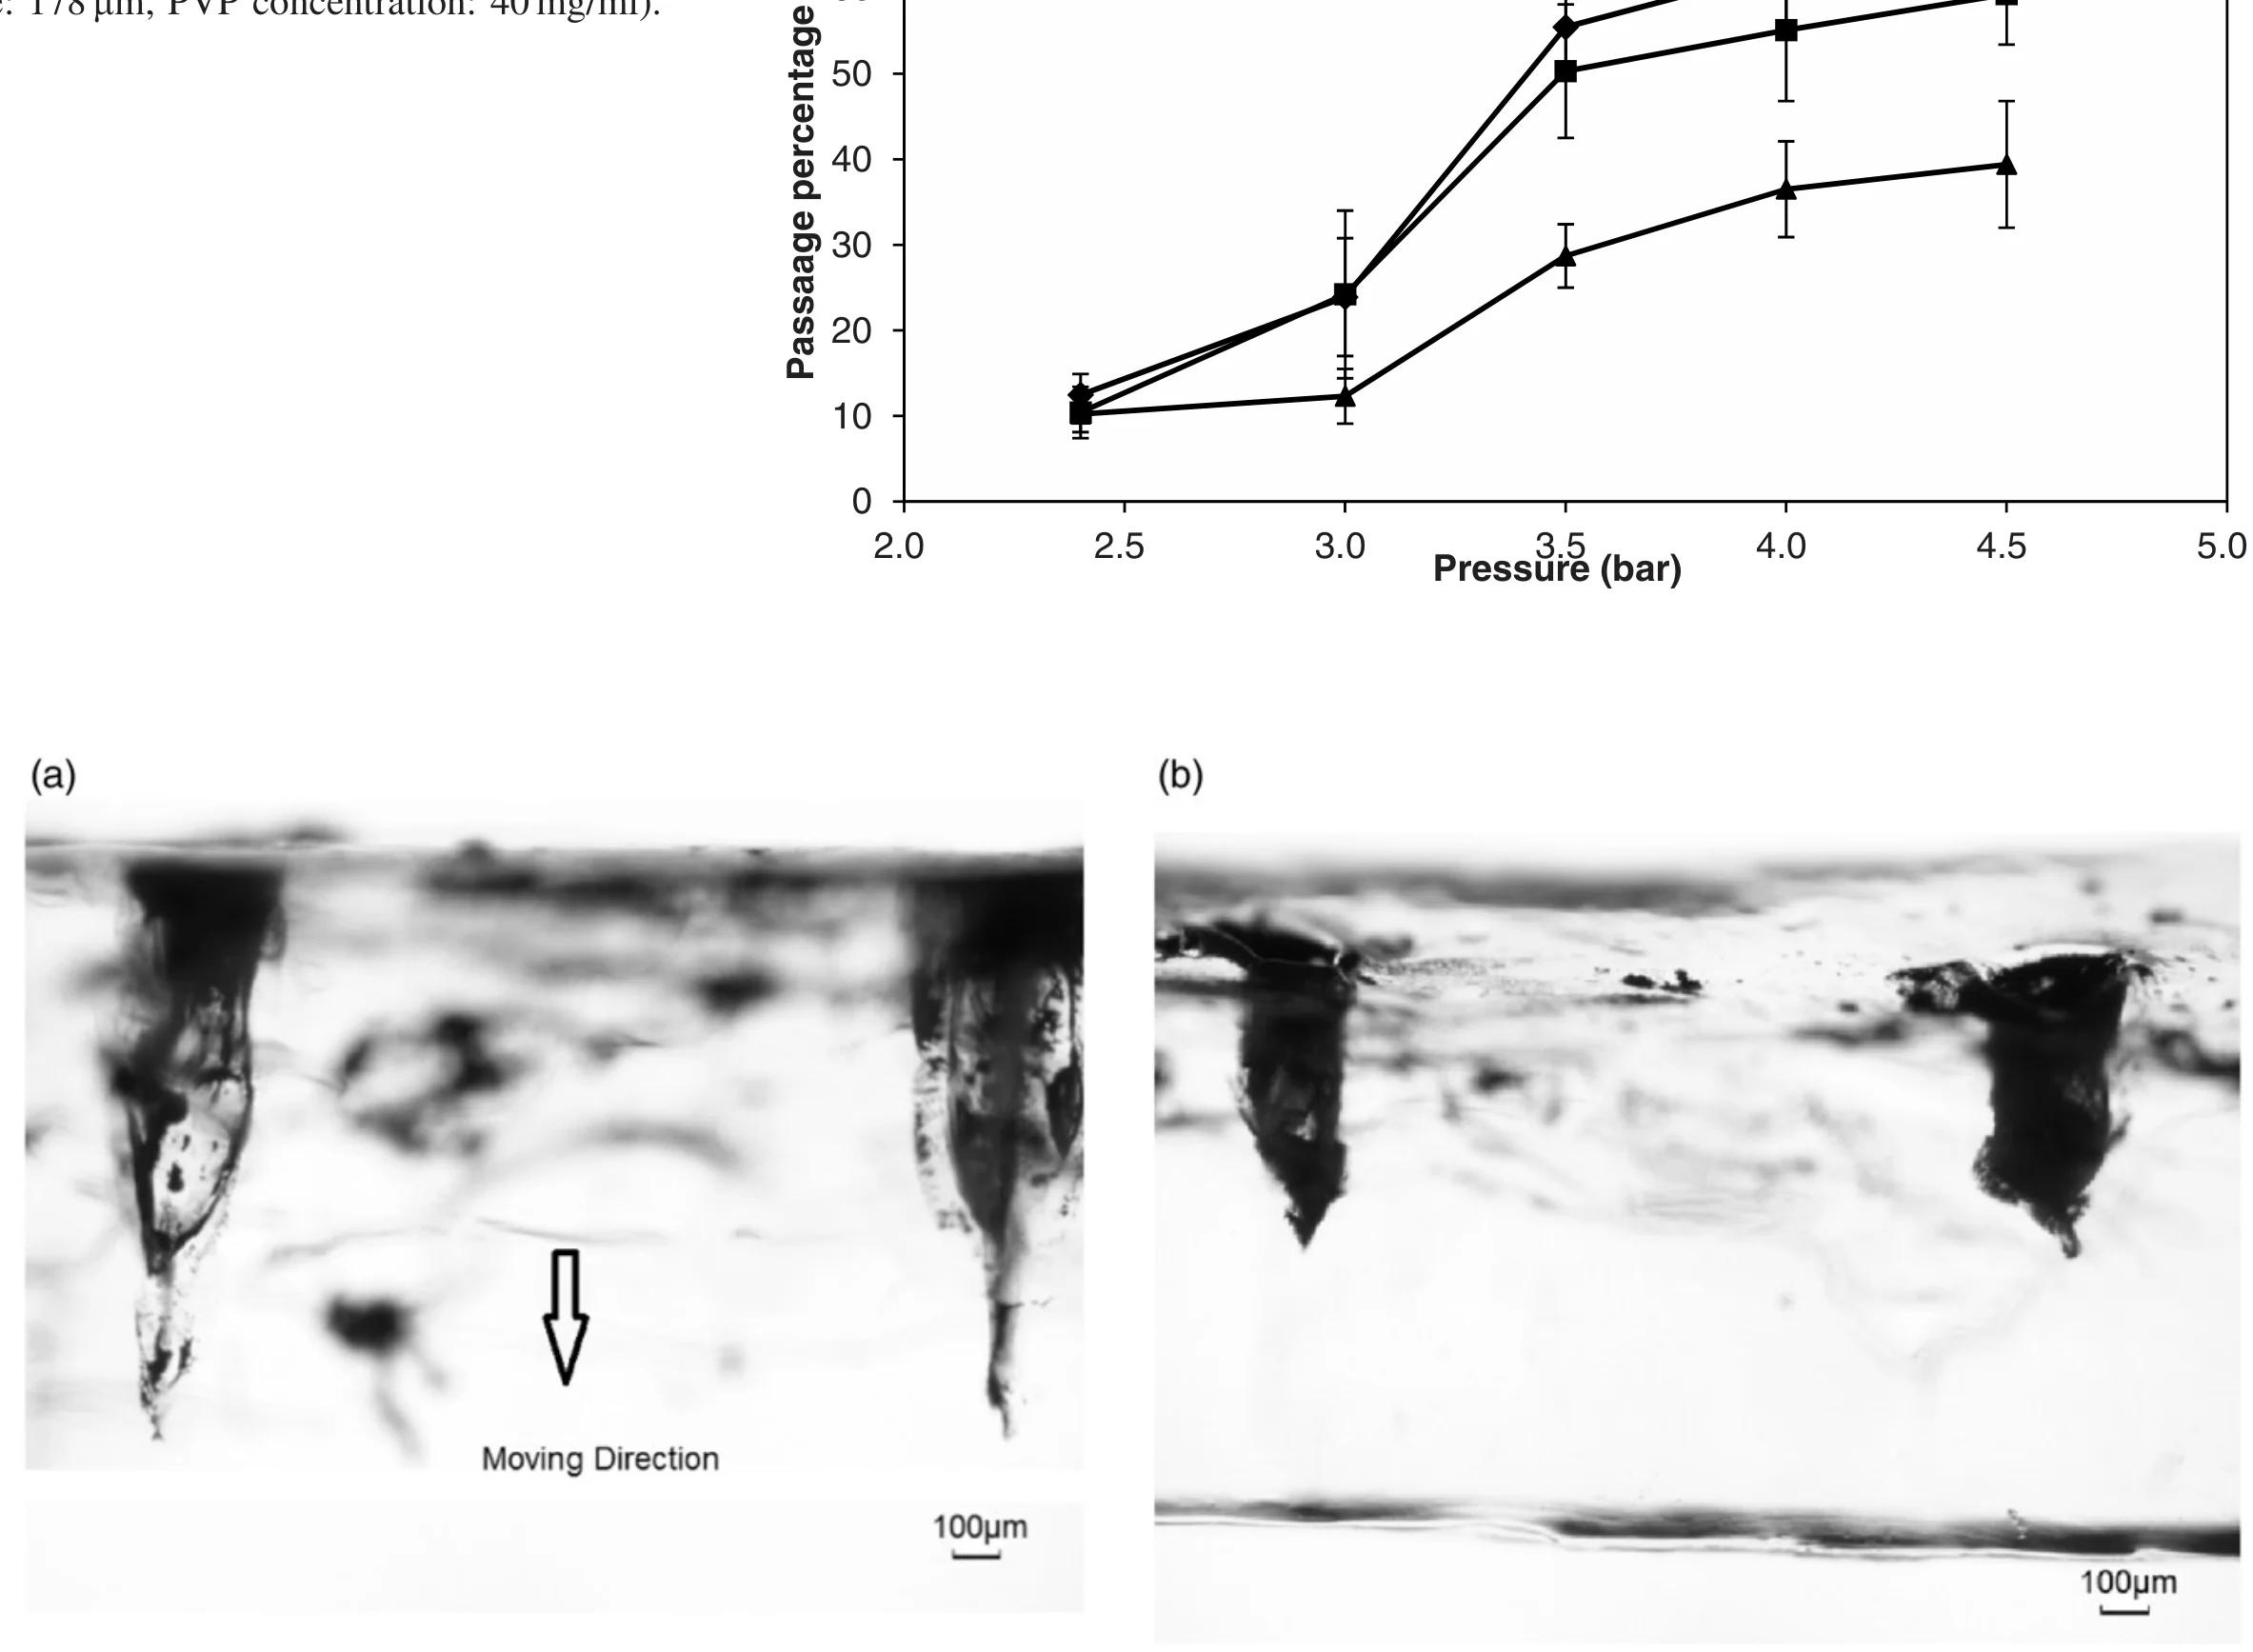 178 μm, PVP concentration: 40 mg/ml).
Passage percentage
50
40
30
20
10
0
2.0 2.5 3.0 3.5 4.0 4.5 5.0
Pressure (bar)
(a)
(b)
Moving Direction
100μm
100μm